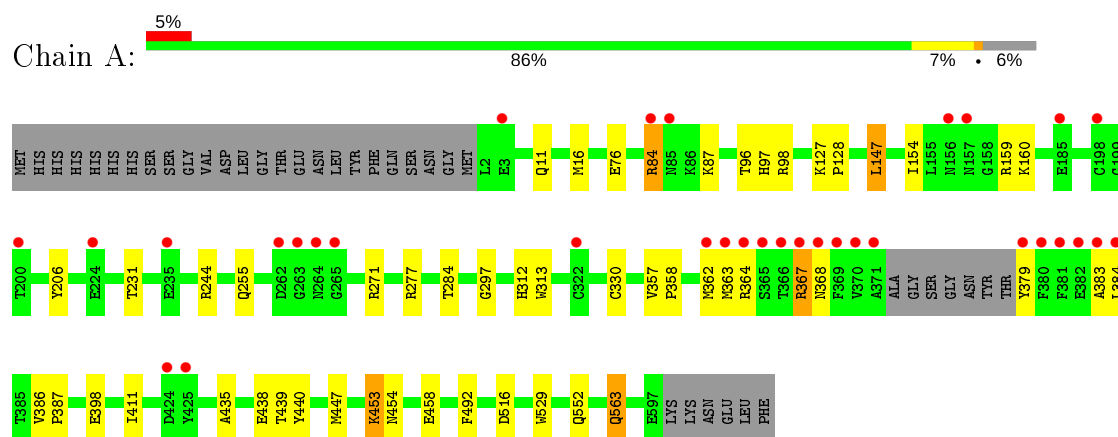 5%
Chain A:
86% 7% • 6%
MET HIS HIS HIS HIS HIS HIS SER SER GLY VAL ASP LEU GLY THR GLU ASN LEU TYR PHE GLN SER ASN GLY MET L2 E3 Q11 M16 E76 R84 N85 K86 K87 T96 H97 R98 K127 P128 L147 I154 L155 N156 N157 G158 R159 K160 E185 C198
T200 Y206 E224 T231 E235 R244 Q255 D262 G263 N264 G265 R271 R277 T284 G297 H312 W313 C322 C330 V357 P358 M362 M363 R364 S365 T366 R367 N368 F369 V370 A371 ALA GLY SER GLY ASN TYR THR Y379 F380 F381 E382 A383 L384
T385 V386 P387 E398 I411 D424 Y425 A435 E438 T439 Y440 M447 K453 N454 E458 F492 D516 W529 Q552 Q563 E597 LYS LYS ASN GLU LEU PHE